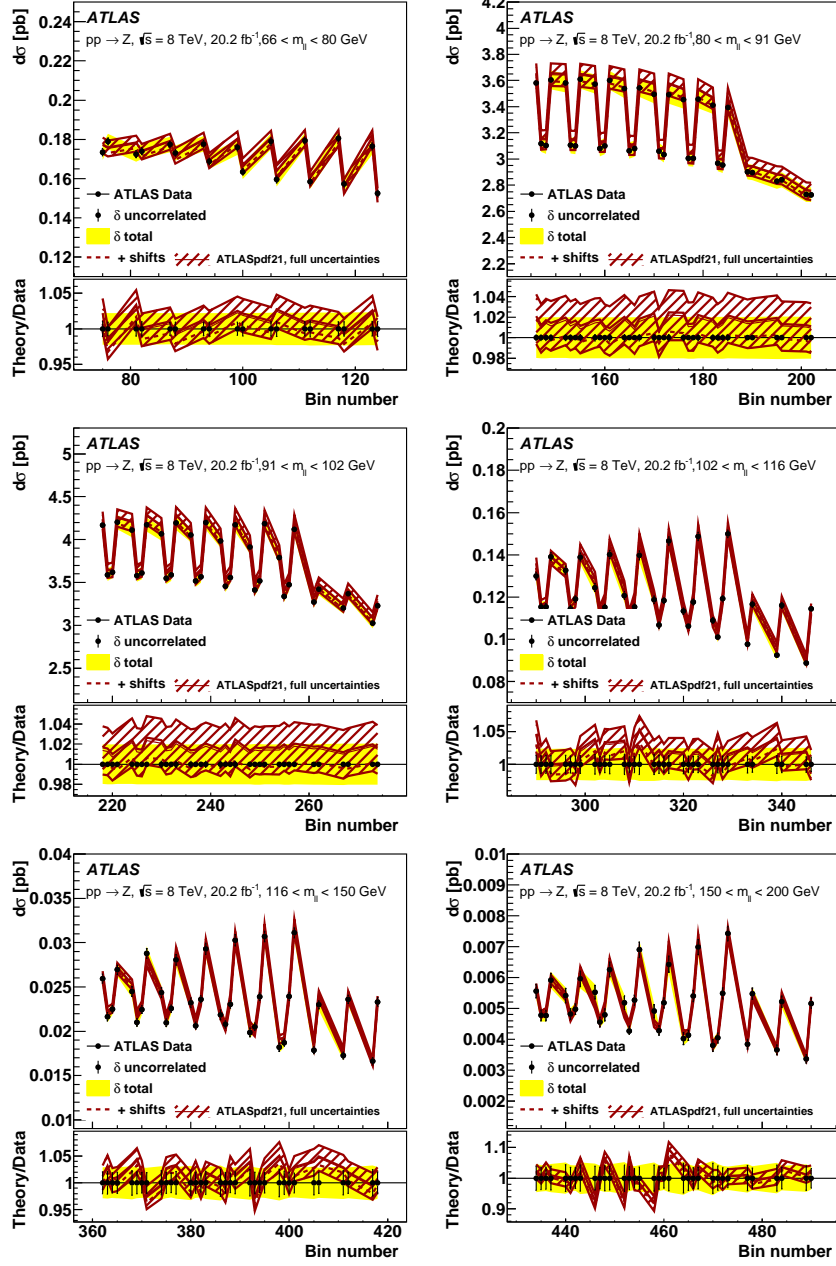 dσ [pb]
0.24
0.22
0.2
0.18
0.16
0.14
0.12
ATLAS
pp → Z, √s = 8 TeV, 20.2 fb⁻¹,66 < m_ll < 80 GeV
ATLAS Data
δ uncorrelated
δ total
+ shifts ATLASpdf21, full uncertainties
Theory/Data
1.05
1
0.95
80 100 120
Bin number
dσ [pb]
4.2
4
3.8
3.6
3.4
3.2
3
2.8
2.6
2.4
2.2
ATLAS
pp → Z, √s = 8 TeV, 20.2 fb⁻¹,80 < m_ll < 91 GeV
ATLAS Data
δ uncorrelated
δ total
+ shifts ATLASpdf21, full uncertainties
Theory/Data
1.04
1.02
1.00
0.98
160 180 200
Bin number
dσ [pb]
5
4.5
4
3.5
3
2.5
ATLAS
pp → Z, √s = 8 TeV, 20.2 fb⁻¹,91 < m_ll < 102 GeV
ATLAS Data
δ uncorrelated
δ total
+ shifts ATLASpdf21, full uncertainties
Theory/Data
1.04
1.02
1.00
0.98
220 240 260
Bin number
dσ [pb]
0.2
0.18
0.16
0.14
0.12
0.1
0.08
ATLAS
pp → Z, √s = 8 TeV, 20.2 fb⁻¹,102 < m_ll < 116 GeV
ATLAS Data
δ uncorrelated
δ total
+ shifts ATLASpdf21, full uncertainties
Theory/Data
1.05
1
300 320 340
Bin number
dσ [pb]
0.04
0.03
0.02
0.01
ATLAS
pp → Z, √s = 8 TeV, 20.2 fb⁻¹, 116 < m_ll < 150 GeV
ATLAS Data
δ uncorrelated
δ total
+ shifts ATLASpdf21, full uncertainties
Theory/Data
1.05
1
0.95
360 380 400 420
Bin number
dσ [pb]
0.01
0.009
0.008
0.007
0.006
0.005
0.004
0.003
0.002
ATLAS
pp → Z, √s = 8 TeV, 20.2 fb⁻¹, 150 < m_ll < 200 GeV
ATLAS Data
δ uncorrelated
δ total
+ shifts ATLASpdf21, full uncertainties
Theory/Data
1.1
1.0
0.9
440 460 480
Bin number